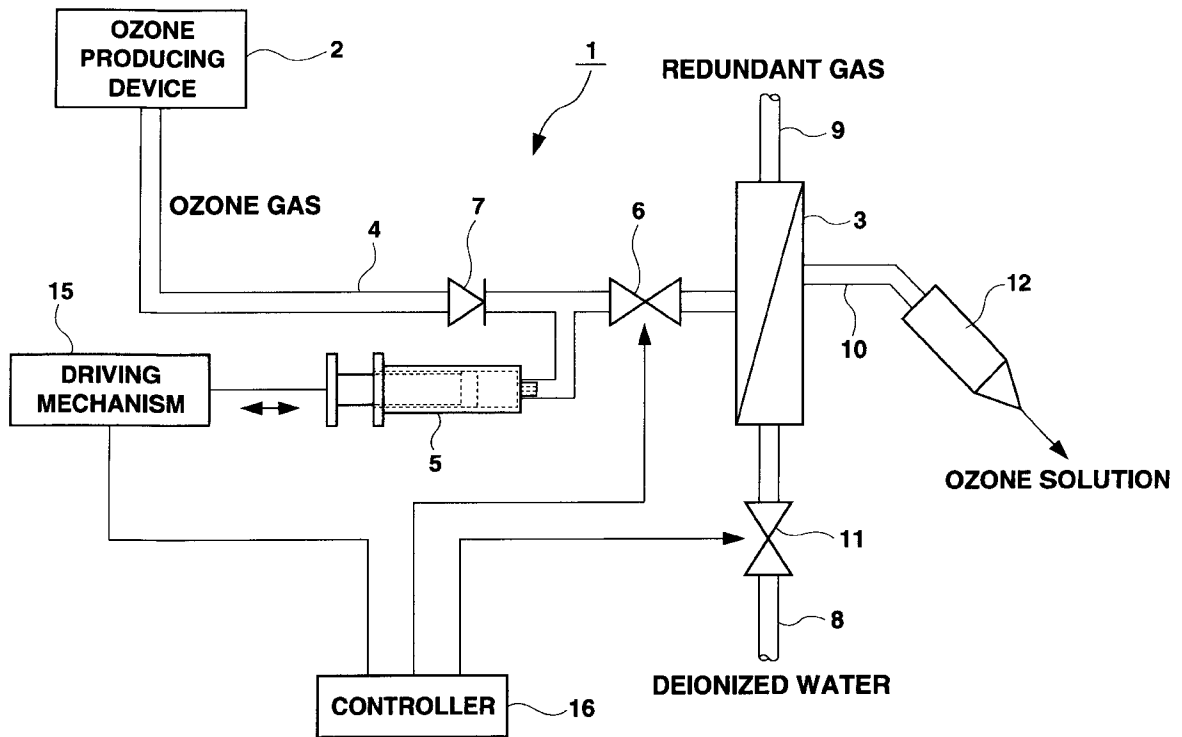 OZONE
PRODUCING
DEVICE
2
1
REDUNDANT GAS
9
OZONE GAS
7
6
3
4
12
15
10
DRIVING
MECHANISM
5
OZONE SOLUTION
11
8
DEIONIZED WATER
CONTROLLER
16